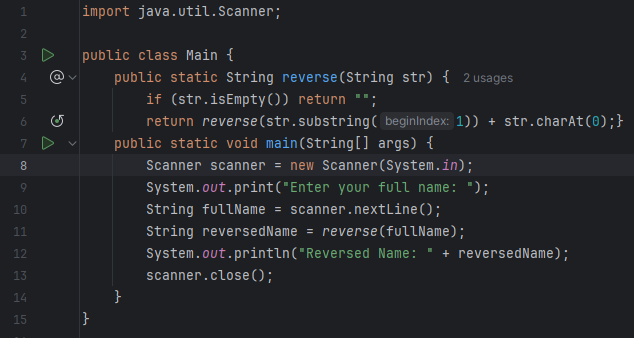 1 import java.util.Scanner;
2
3 public class Main {
4 public static String reverse(String str) { 2 usages
5 if (str.isEmpty()) return "";
6 return reverse(str.substring( beginIndex: 1)) + str.charAt(0);}
7 public static void main(String[] args) {
8 Scanner scanner = new Scanner(System.in);
9 System.out.print("Enter your full name: ");
10 String fullName = scanner.nextLine();
11 String reversedName = reverse(fullName);
12 System.out.println("Reversed Name: " + reversedName);
13 scanner.close();
14 }
15 }